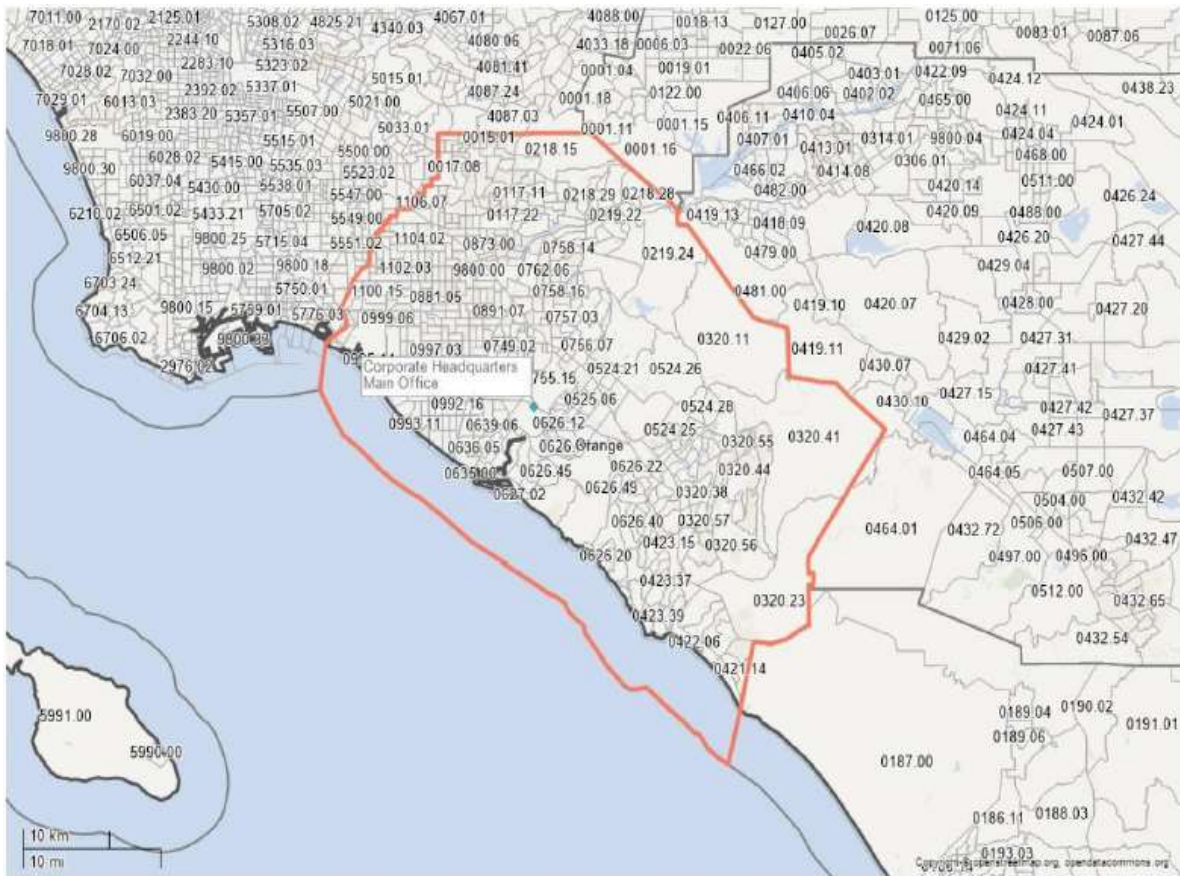 7011.00 2125.01 4067.01 4088.00 0125.00
2170.02 5308.02 4825.21 4340.03 0018.13 0127.00 0026.07 0083.01 0087.06
7018.01 7024.00 2244.10 5316.03 4080.06 4033.18 0006.03 0022.06 0405.02 0071.06
7028.02 7032.00 2283.10 5323.02 5015.01 4081.41 0001.04 0019.01 0403.01 0422.09 0424.12 0438.23
7029.01 6013.03 2392.02 5337.01 5021.00 4087.24 0001.18 0122.00 0406.06 0402.02 0465.00 0424.11
9800.28 6019.00 2383.20 5357.01 5507.00 5033.01 4087.03 0001.11 0001.15 0406.11 0410.04 0424.01
9800.30 6028.02 5415.00 5515.01 5535.03 5500.00 5523.02 0015.01 0218.15 0001.16 0407.01 0413.01 0314.01 9800.04 0424.04 0468.00
6037.04 5430.00 5538.01 5547.00 0017.08 0117.11 0218.29 0218.28 0466.02 0482.00 0414.08 0306.01 0420.14 0511.00 0426.24
6210.02 6501.02 5433.21 5705.02 5549.00 1106.07 0117.22 0219.22 0419.13 0418.09 0420.09 0488.00
6506.05 9800.25 5715.04 5551.02 1104.02 0873.00 0758.14 0219.24 0479.00 0420.08 0426.20 0427.44
6512.21 9800.02 9800.18 1102.03 9800.00 0762.06 0429.04
6703.24 5750.01 1100.15 0881.05 0758.16 0481.00 0419.10 0420.07 0428.00 0427.20
6704.13 9800.15 5759.01 5776.03 0999.06 0891.07 0757.03
6706.02 9800.33 0997.03 0749.02 0756.07 0320.11 0419.11 0429.02 0427.31
2976.02 0430.07 0427.41
Corporate Headquarters
Main Office
0755.15 0524.21 0524.26 0430.10 0427.15
0992.16 0525.06 0524.28 0427.42 0427.37
0993.11 0639.06 0626.12 0524.25 0320.55 0320.41 0464.04 0427.43
0636.05 Orange
0635.00 0626.45 0626.22 0320.44 0464.05 0507.00
0627.02 0626.49 0320.38 0504.00 0432.42
0626.40 0320.57 0464.01 0432.72 0506.00 0432.47
0626.20 0423.15 0320.56 0497.00 0496.00
0423.37 0320.23 0512.00 0432.65
0423.39
0422.06 0432.54
0421.14
5991.00 0189.04 0190.02 0191.01
5990.00 0189.06
0187.00
0186.11 0188.03
10 km
10 mi
0193.03
Copyright © openstreetmap.org, opendatacommons.org